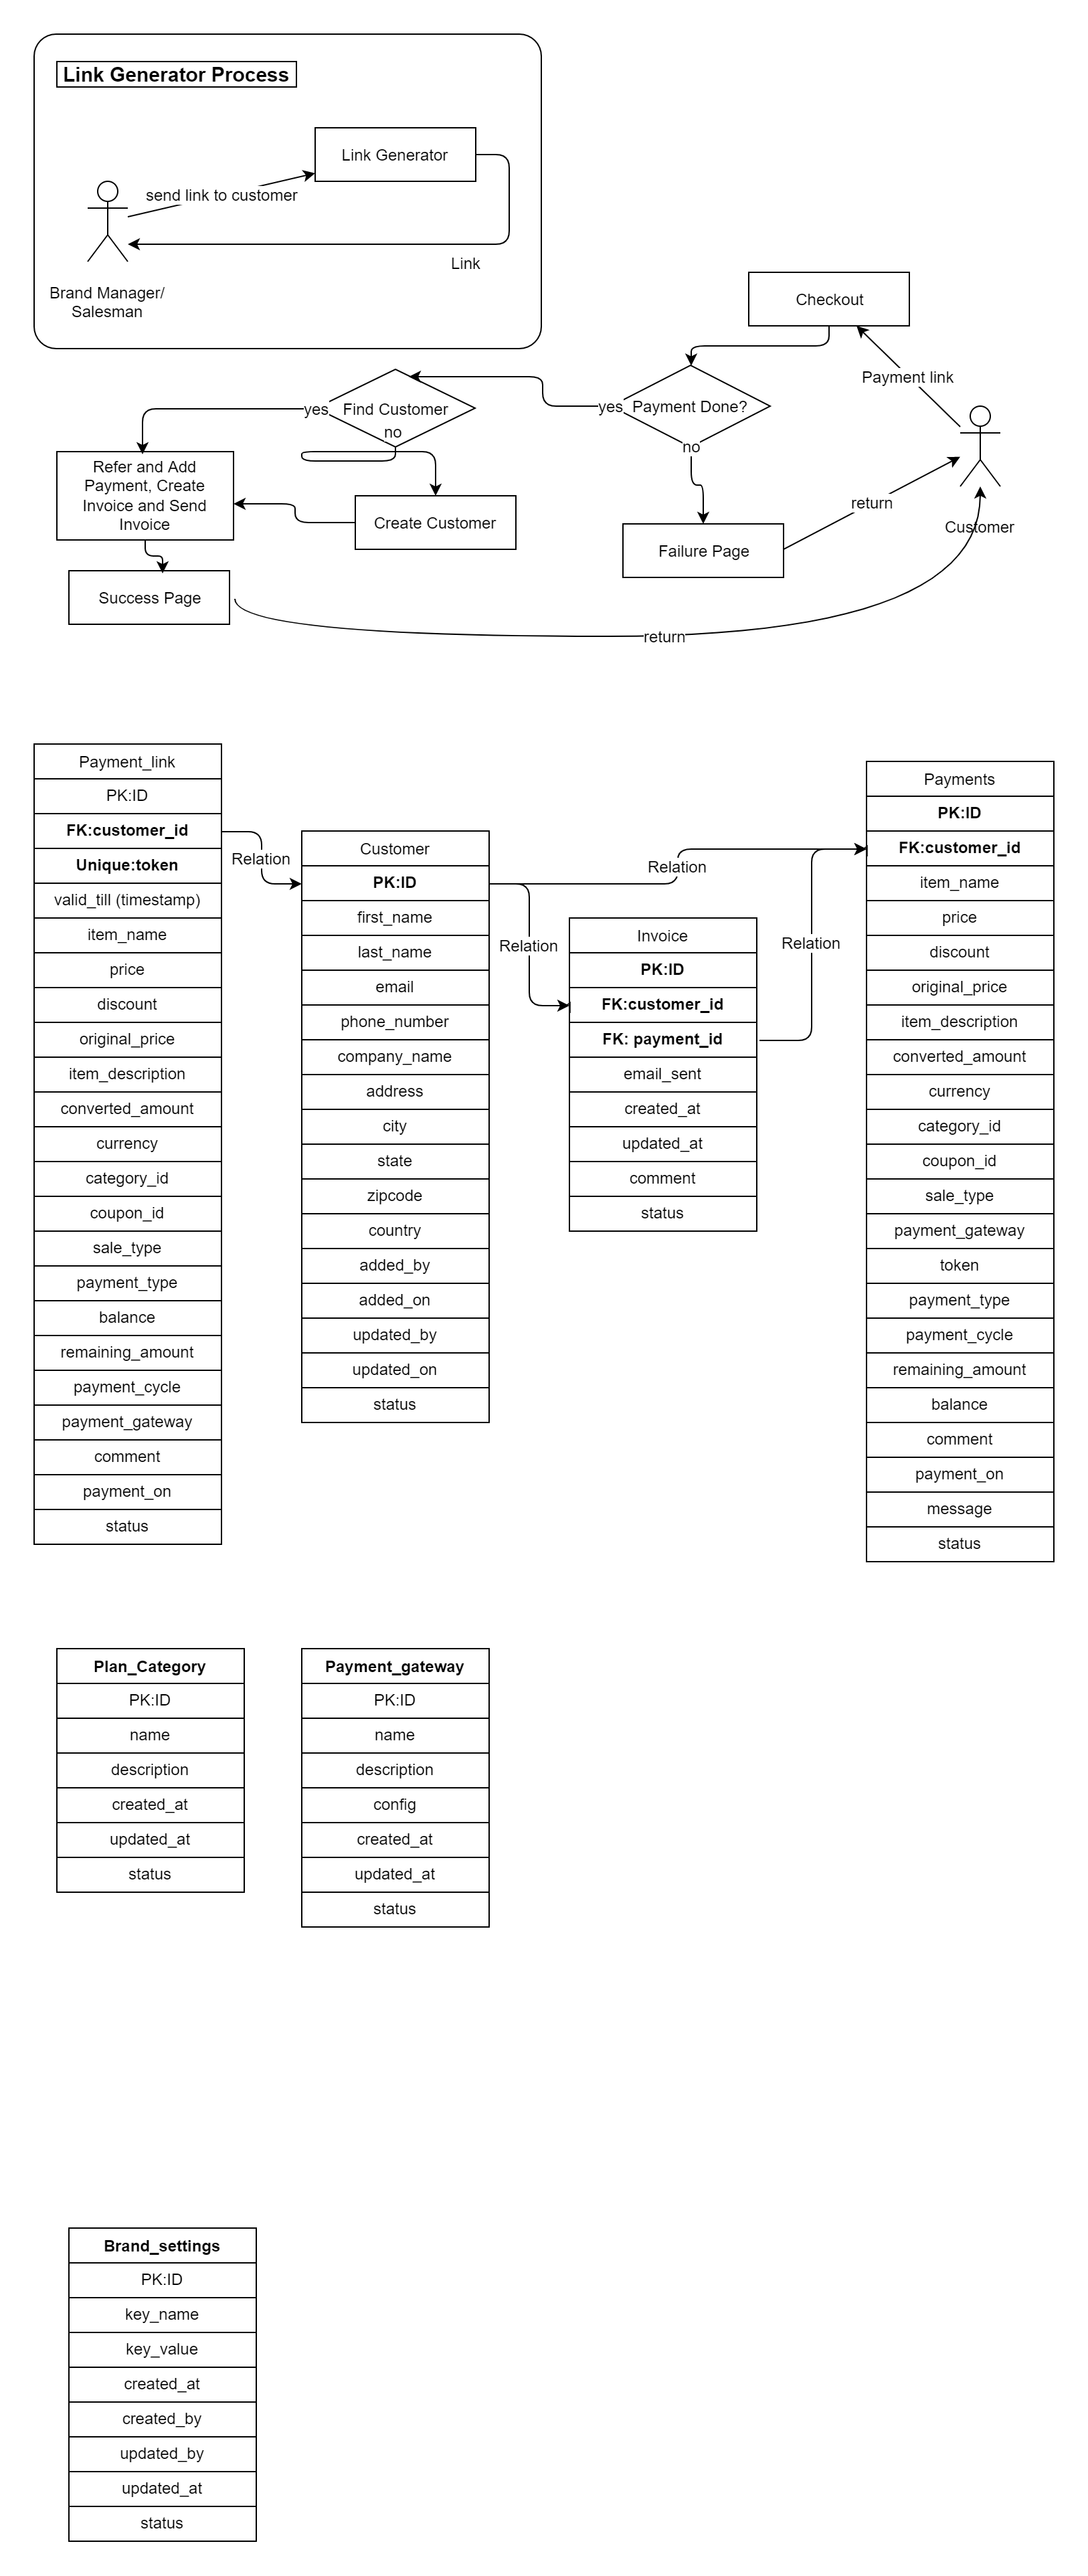 Link Generator Process
Link Generator
send link to customer
Link
Brand Manager/
Salesman
Checkout
Payment link
yes
Find Customer
no
yes
Payment Done?
no
Refer and Add
Payment, Create
Invoice and Send
Invoice
Create Customer
return
Customer
Failure Page
Success Page
return
Payment_link
PK:ID
FK:customer_id
Unique:token
valid_till (timestamp)
item_name
price
discount
original_price
item_description
converted_amount
currency
category_id
coupon_id
sale_type
payment_type
balance
remaining_amount
payment_cycle
payment_gateway
comment
payment_on
status
Relation
Customer
PK:ID
first_name
last_name
email
phone_number
company_name
address
city
state
zipcode
country
added_by
added_on
updated_by
updated_on
status
Relation
Relation
Invoice
PK:ID
FK:customer_id
FK: payment_id
email_sent
created_at
updated_at
comment
status
Relation
Payments
PK:ID
FK:customer_id
item_name
price
discount
original_price
item_description
converted_amount
currency
category_id
coupon_id
sale_type
payment_gateway
token
payment_type
payment_cycle
remaining_amount
balance
comment
payment_on
message
status
Plan_Category
PK:ID
name
description
created_at
updated_at
status
Payment_gateway
PK:ID
name
description
config
created_at
updated_at
status
Brand_settings
PK:ID
key_name
key_value
created_at
created_by
updated_by
updated_at
status